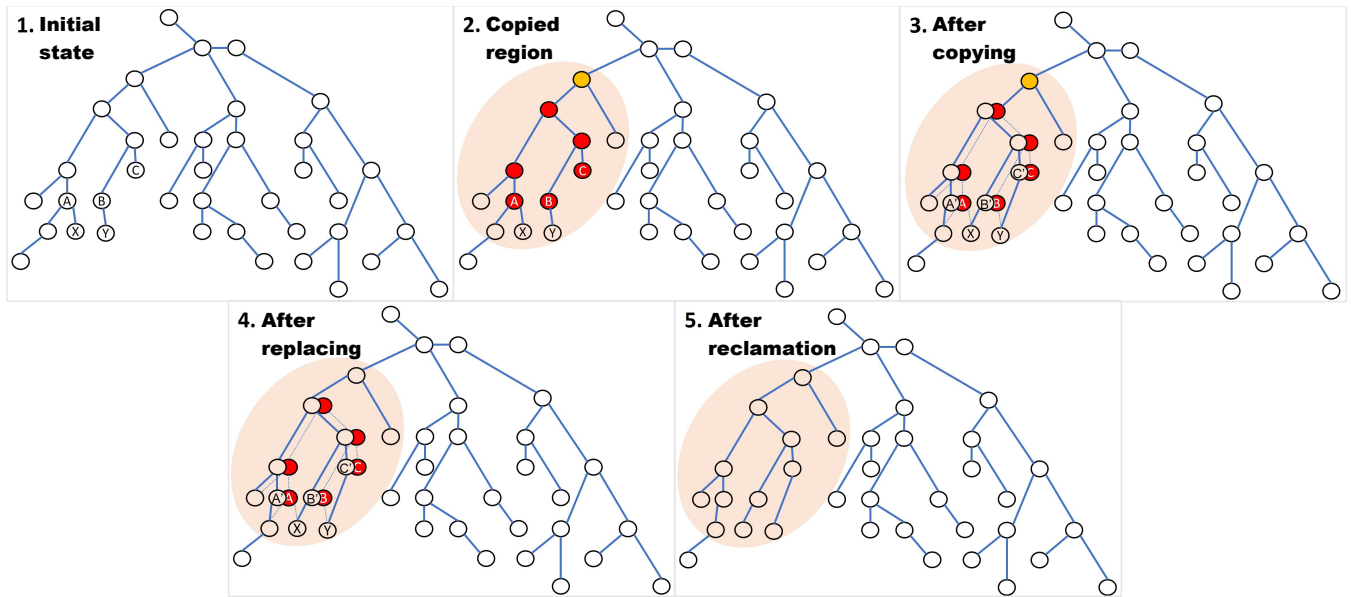 1. Initial
state
C
A
B
X
Y
2. Copied
region
C
A
B
X
Y
3. After
copying
C'
C
A'
A
B'
B
X
Y
4. After
replacing
C'
C
A'
A
B'
B
X
Y
5. After
reclamation